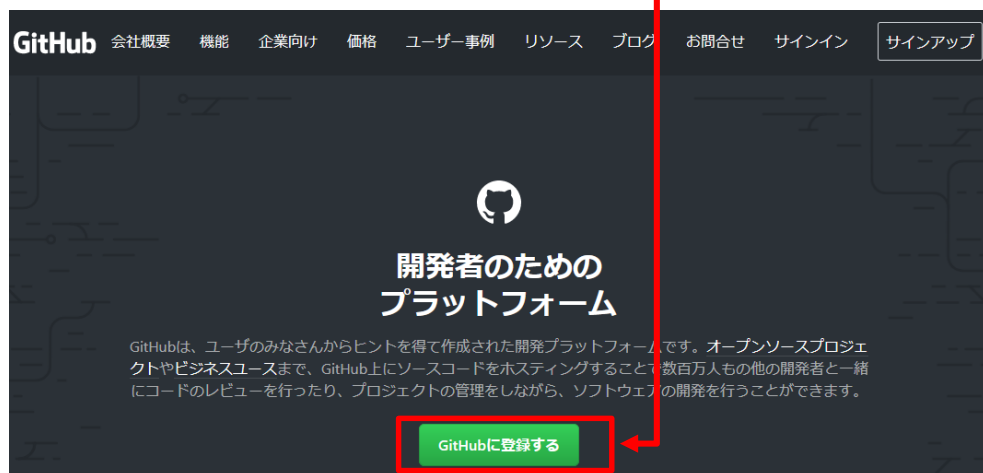 GitHub 会社概要 機能 企業向け 価格 ユーザー事例 リソース ブログ お問合せ サインイン サインアップ
開発者のための
プラットフォーム
GitHubは、ユーザのみなさんからヒントを得て作成された開発プラットフォームです。オープンソースプロジェ
クトやビジネスユースまで、GitHub上にソースコードをホスティングすることで数百万人もの他の開発者と一緒
にコードのレビューを行ったり、プロジェクトの管理をしながら、ソフトウェアの開発を行うことができます。
GitHubに登録する